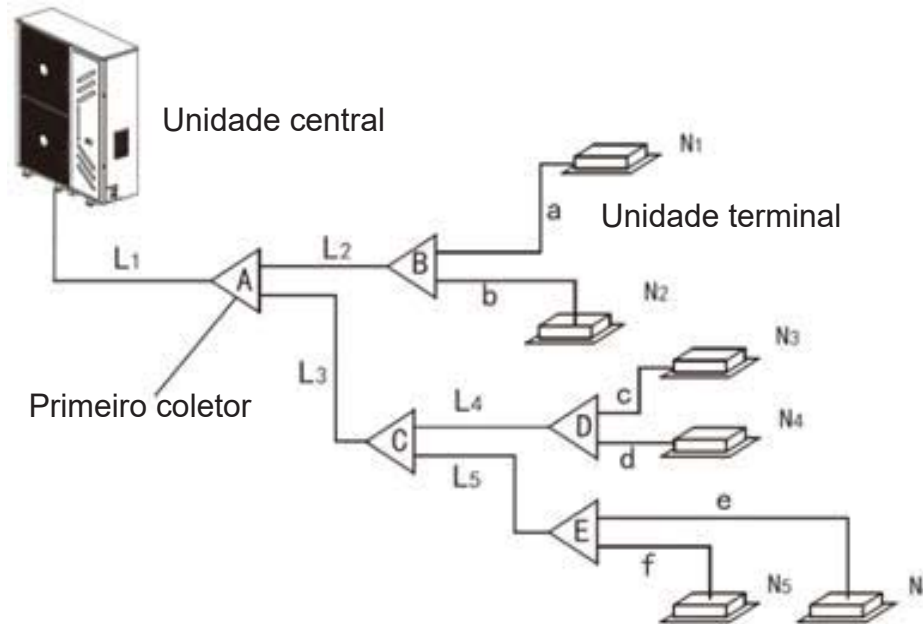 Unidade central
N1
a
Unidade terminal
L1
L2
B
A
b
N2
N3
L3
Primeiro coletor
c
L4
D
N4
C
d
L5
e
E
f
N5
N